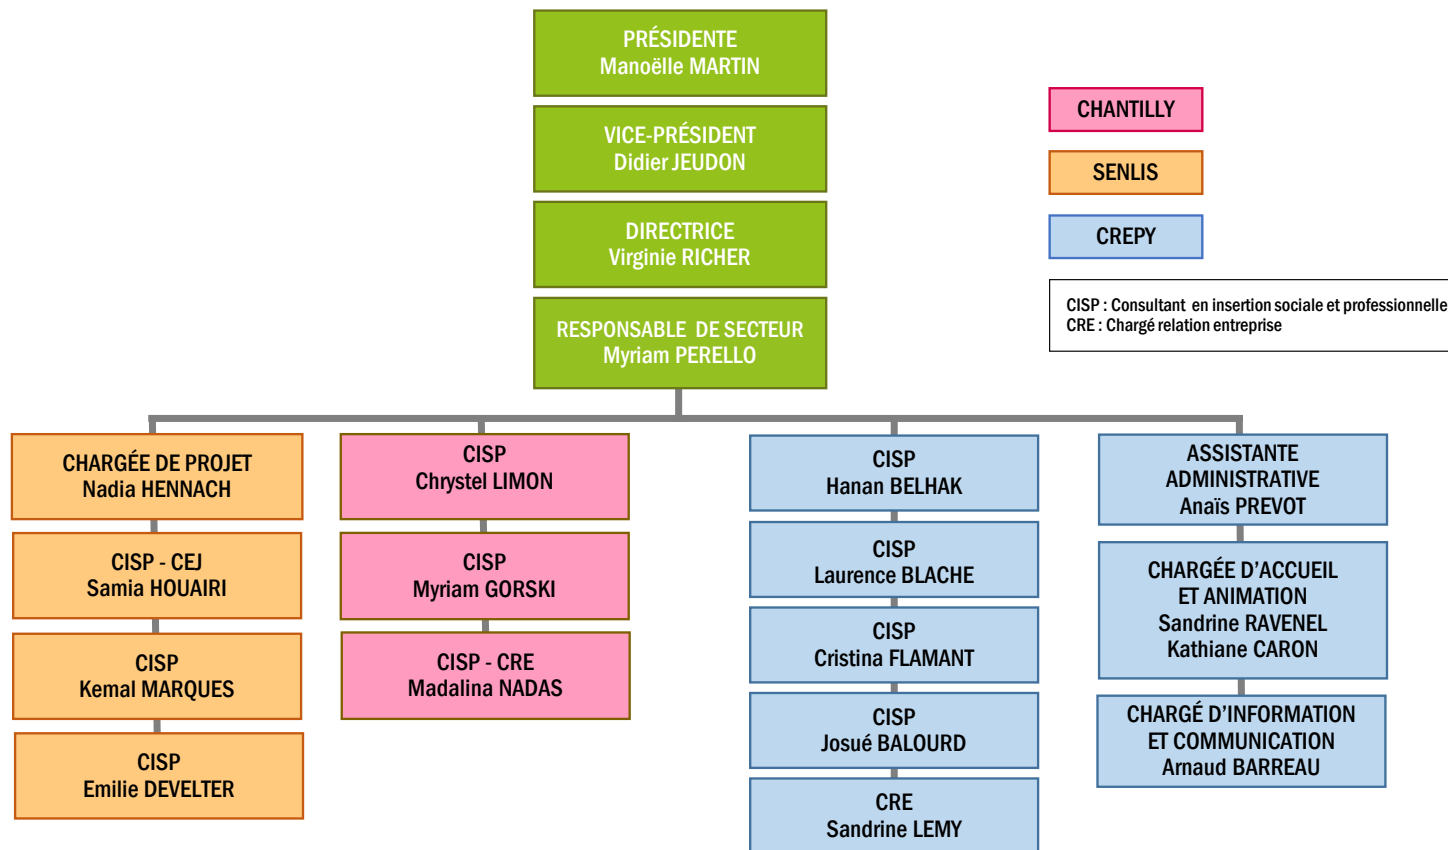 PRÉSIDENTE
Manoëlle MARTIN
VICE-PRÉSIDENT
Didier JEUDON
DIRECTRICE
Virginie RICHER
RESPONSABLE DE SECTEUR
Myriam PERELLO
CHANTILLY
SENLIS
CREPY
CISP : Consultant en insertion sociale et professionnelle
CRE : Chargé relation entreprise
CHARGÉE DE PROJET
Nadia HENNACH
CISP - CEJ
Samia HOUAIRI
CISP
Kemal MARQUES
CISP
Emilie DEVELTER
CISP
Chrystel LIMON
CISP
Myriam GORSKI
CISP - CRE
Madalina NADAS
CISP
Hanan BELHAK
CISP
Laurence BLACHE
CISP
Cristina FLAMANT
CISP
Josué BALOURD
CRE
Sandrine LEMY
ASSISTANTE
ADMINISTRATIVE
Anaïs PREVOT
CHARGÉE D'ACCUEIL
ET ANIMATION
Sandrine RAVENEL
Kathiane CARON
CHARGÉ D'INFORMATION
ET COMMUNICATION
Arnaud BARREAU